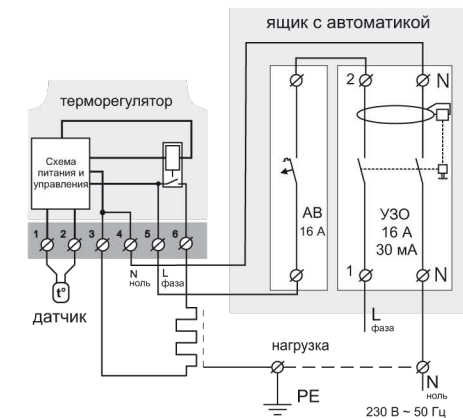 ящик с автоматикой
терморегулятор
Схема
питания и
управления
1 2 3 4 5 6
t°
датчик
N
ноль
L
фаза
АВ
16 А
2 N
УЗО
16 А
30 мА
1 N
L
фаза
нагрузка
PE
N
ноль
230 В ~ 50 Гц